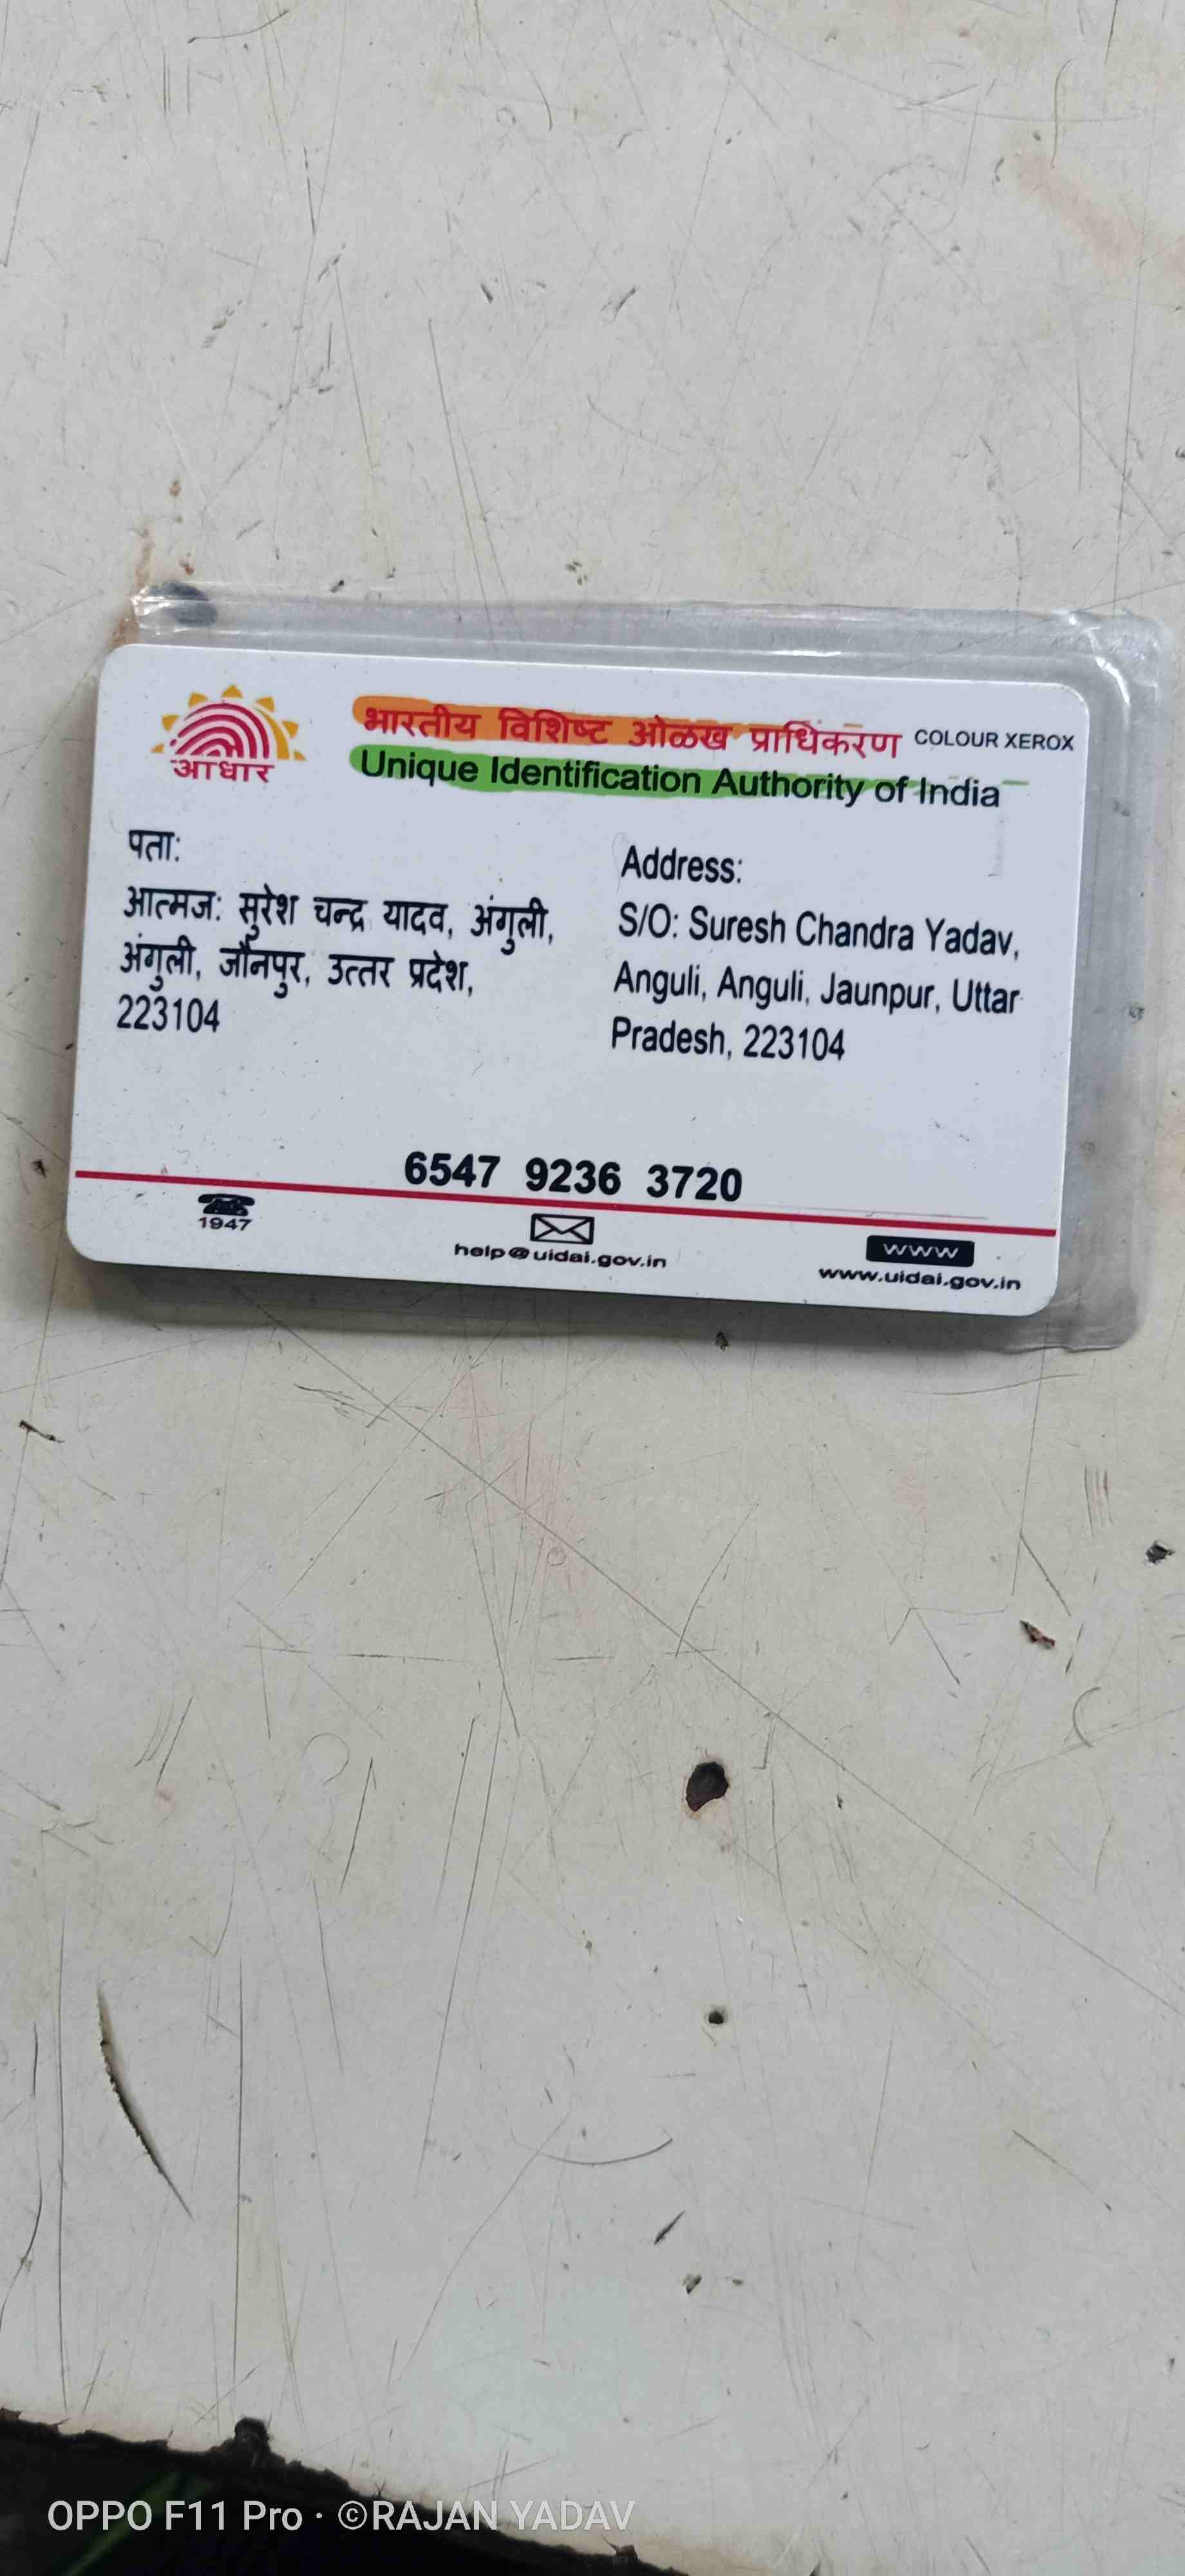 आधार
भारतीय विशिष्ट ओळख प्राधिकरण COLOUR XEROX
Unique Identification Authority of India
पता:
आत्मज: सुरेश चन्द्र यादव, अंगुली,
अंगुली, जौनपुर, उत्तर प्रदेश,
223104
Address:
S/O: Suresh Chandra Yadav,
Anguli, Anguli, Jaunpur, Uttar
Pradesh, 223104
6547 9236 3720
1947
help@uidai.gov.in
WWW
www.uidai.gov.in
OPPO F11 Pro · ©RAJAN YADAV